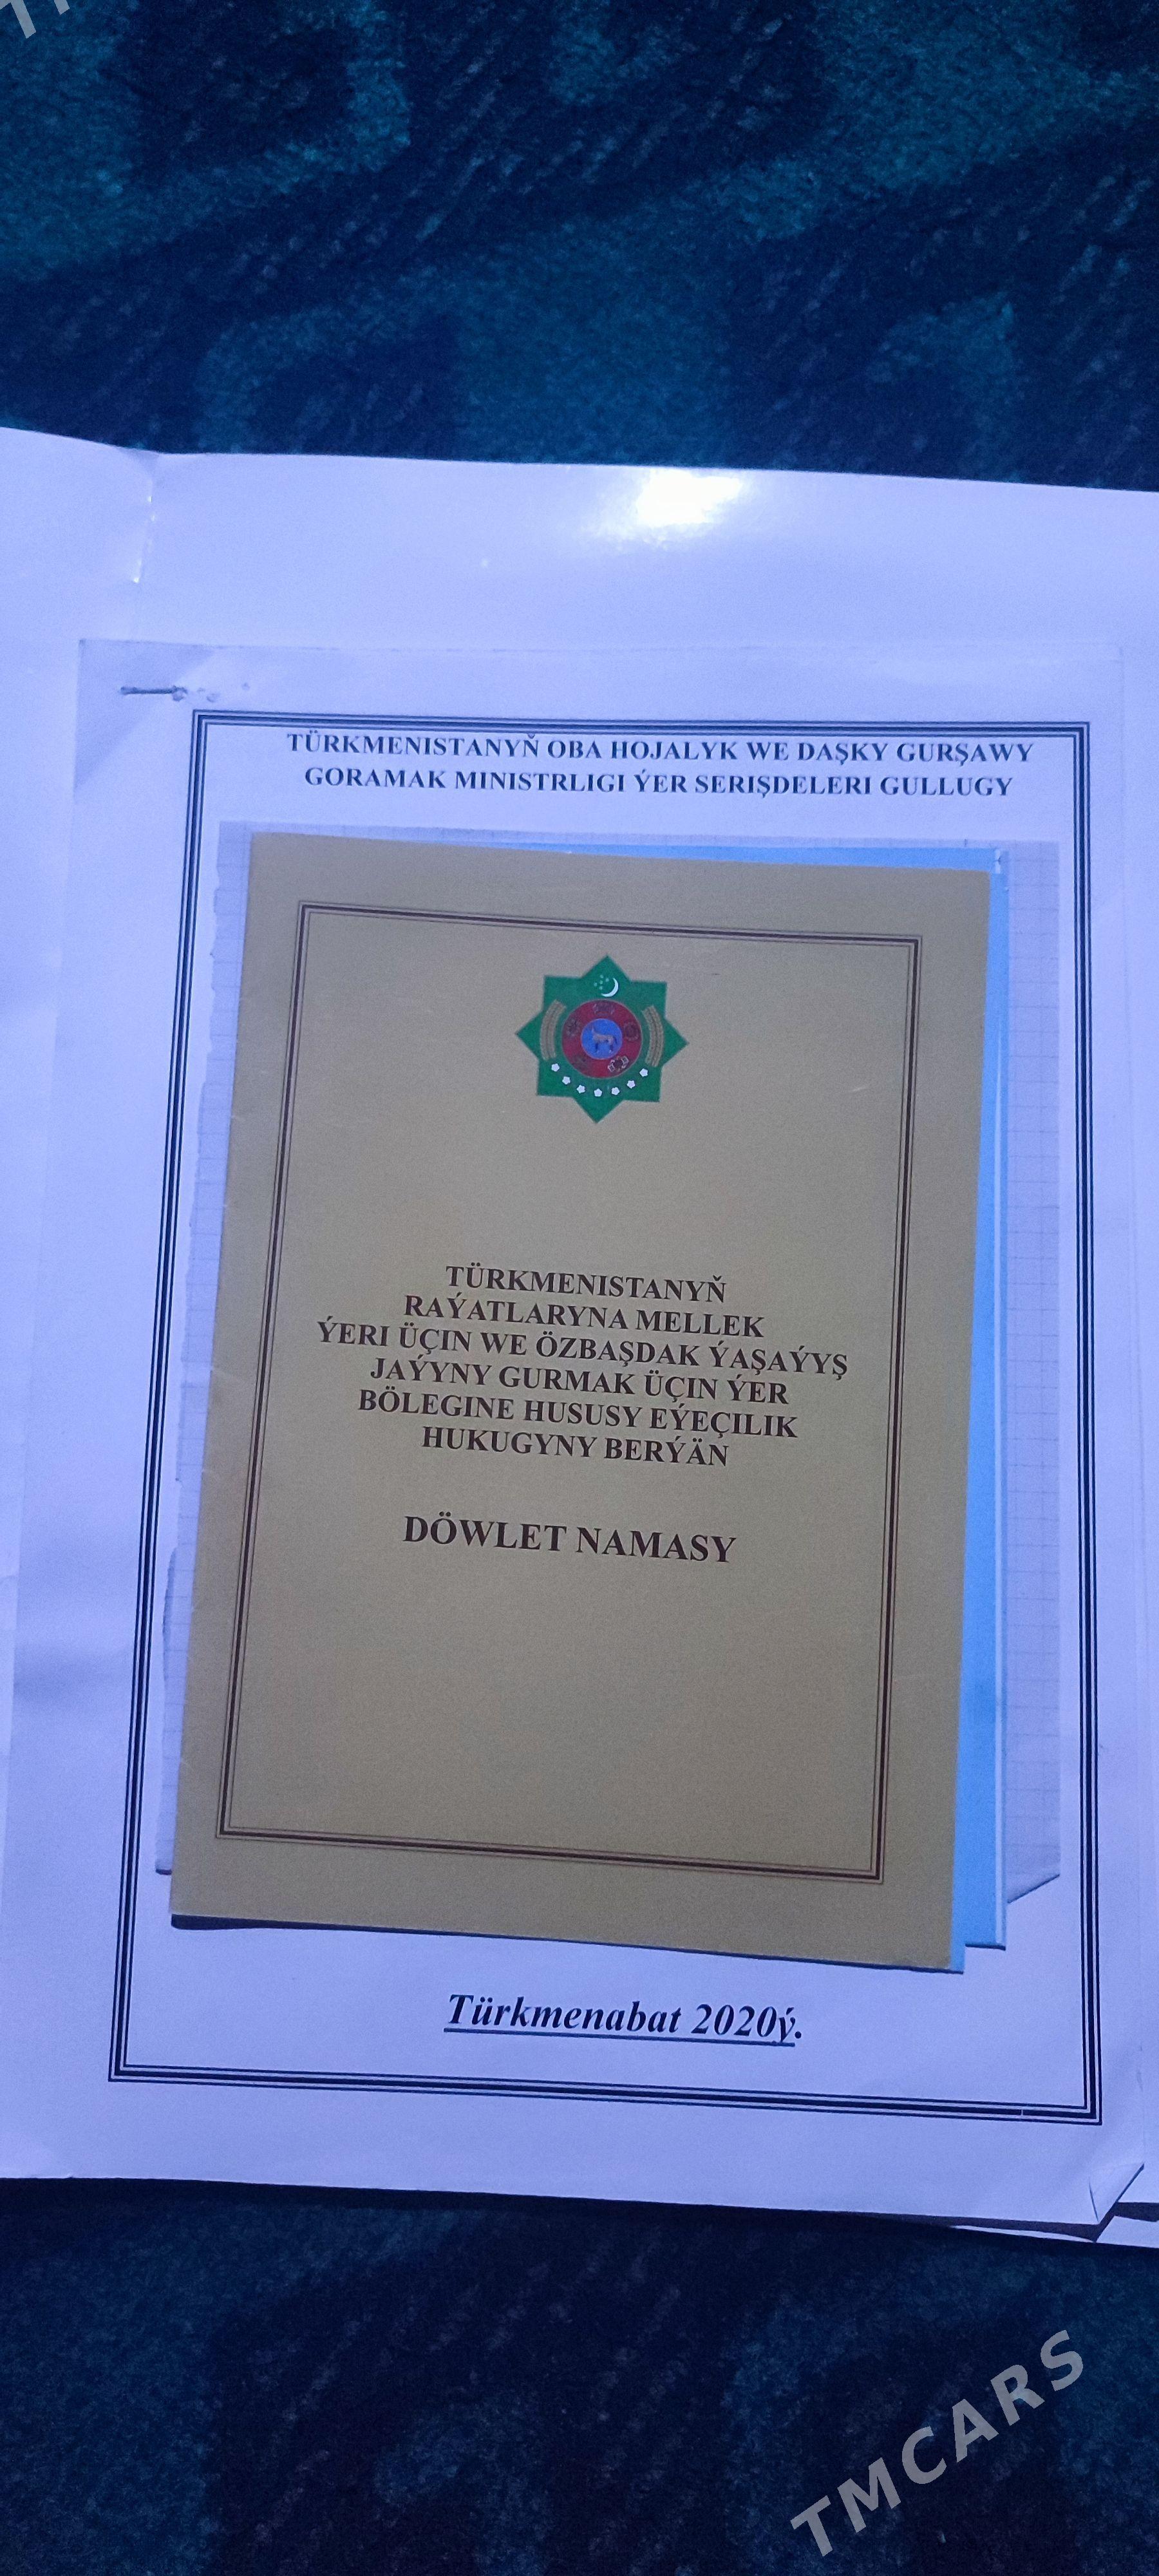 TÜRKMENISTANYŇ OBA HOJALYK WE DAŞKY GURŞAWY
GORAMAK MINISTRLIGI ÝER SERIŞDELERI GULLUGY
TÜRKMENISTANYŇ
RAÝATLARYNA MELLEK
ÝERI ÜÇIN WE ÖZBAŞDAK ÝAŞAÝYŞ
JAÝYNY GURMAK ÜÇIN ÝER
BÖLEGINE HUSUSY EÝEÇILIK
HUKUGYNY BERÝÄN
DÖWLET NAMASY
Türkmenabat 2020ý.
TMCARS